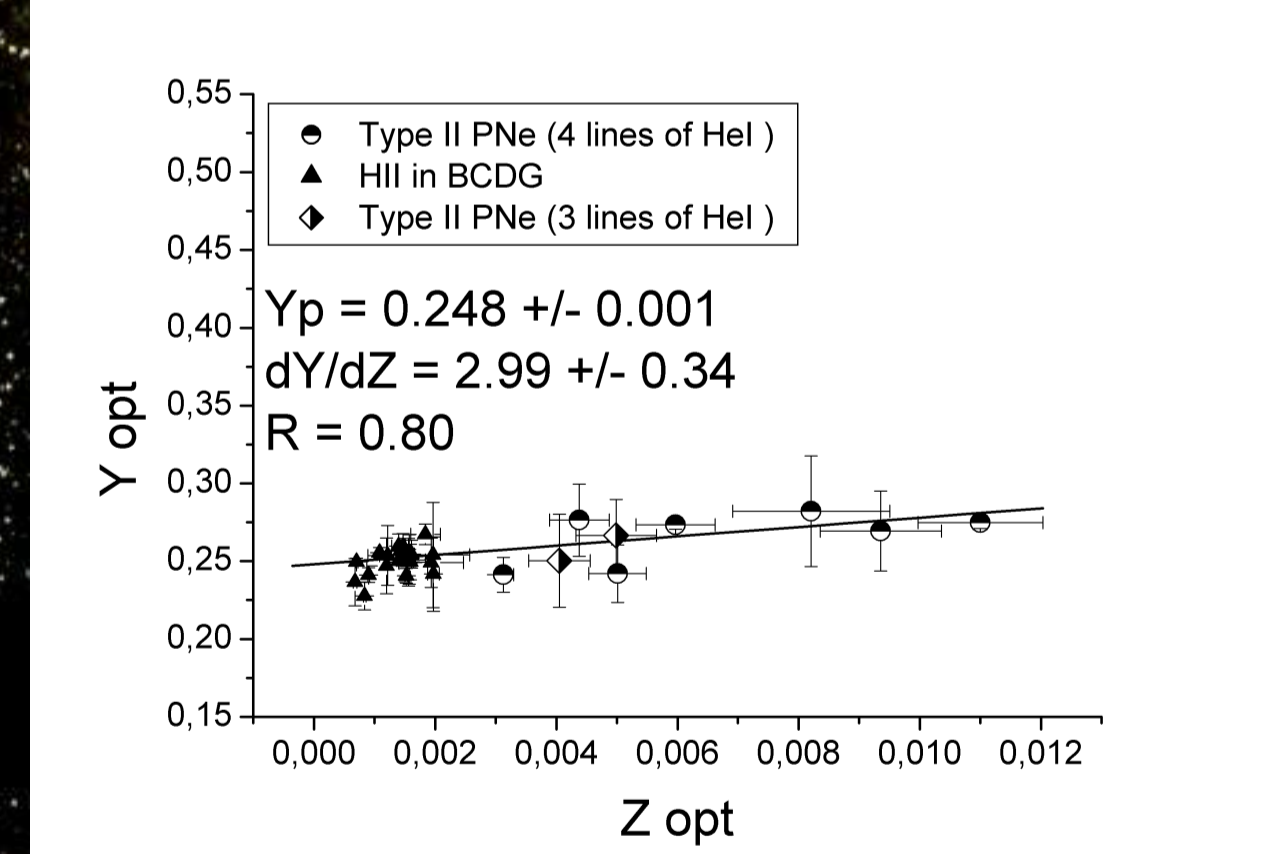 0,55
0,50
0,45
0,40
0,35
0,30
0,25
0,20
0,15
Y opt
Type II PNe (4 lines of HeI )
HII in BCDG
Type II PNe (3 lines of HeI )
Yp = 0.248 +/- 0.001
dY/dZ = 2.99 +/- 0.34
R = 0.80
0,000 0,002 0,004 0,006 0,008 0,010 0,012
Z opt